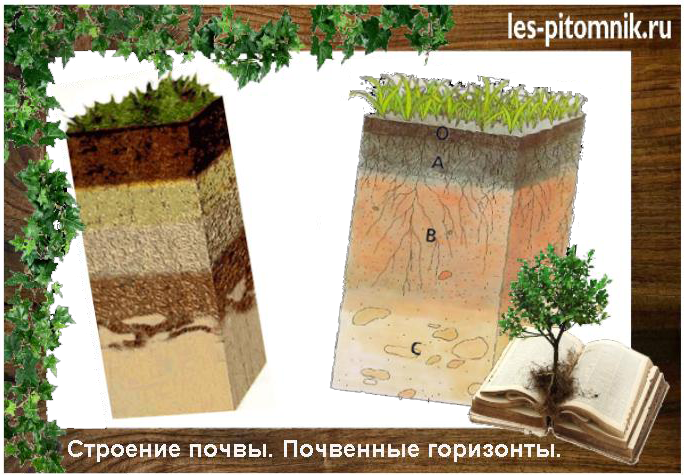 les-pitomnik.ru
O
A
B
C
Строение почвы. Почвенные горизонты.